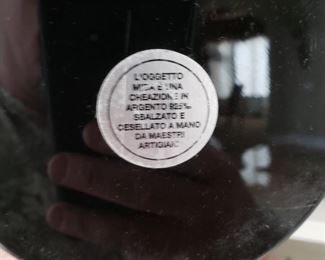 L'OGGETTO
MIDA È UNA
CREAZIONE IN
ARGENTO 925‰
SBALZATO E
CESELLATO A MANO
DA MAESTRI
ARTIGIANI